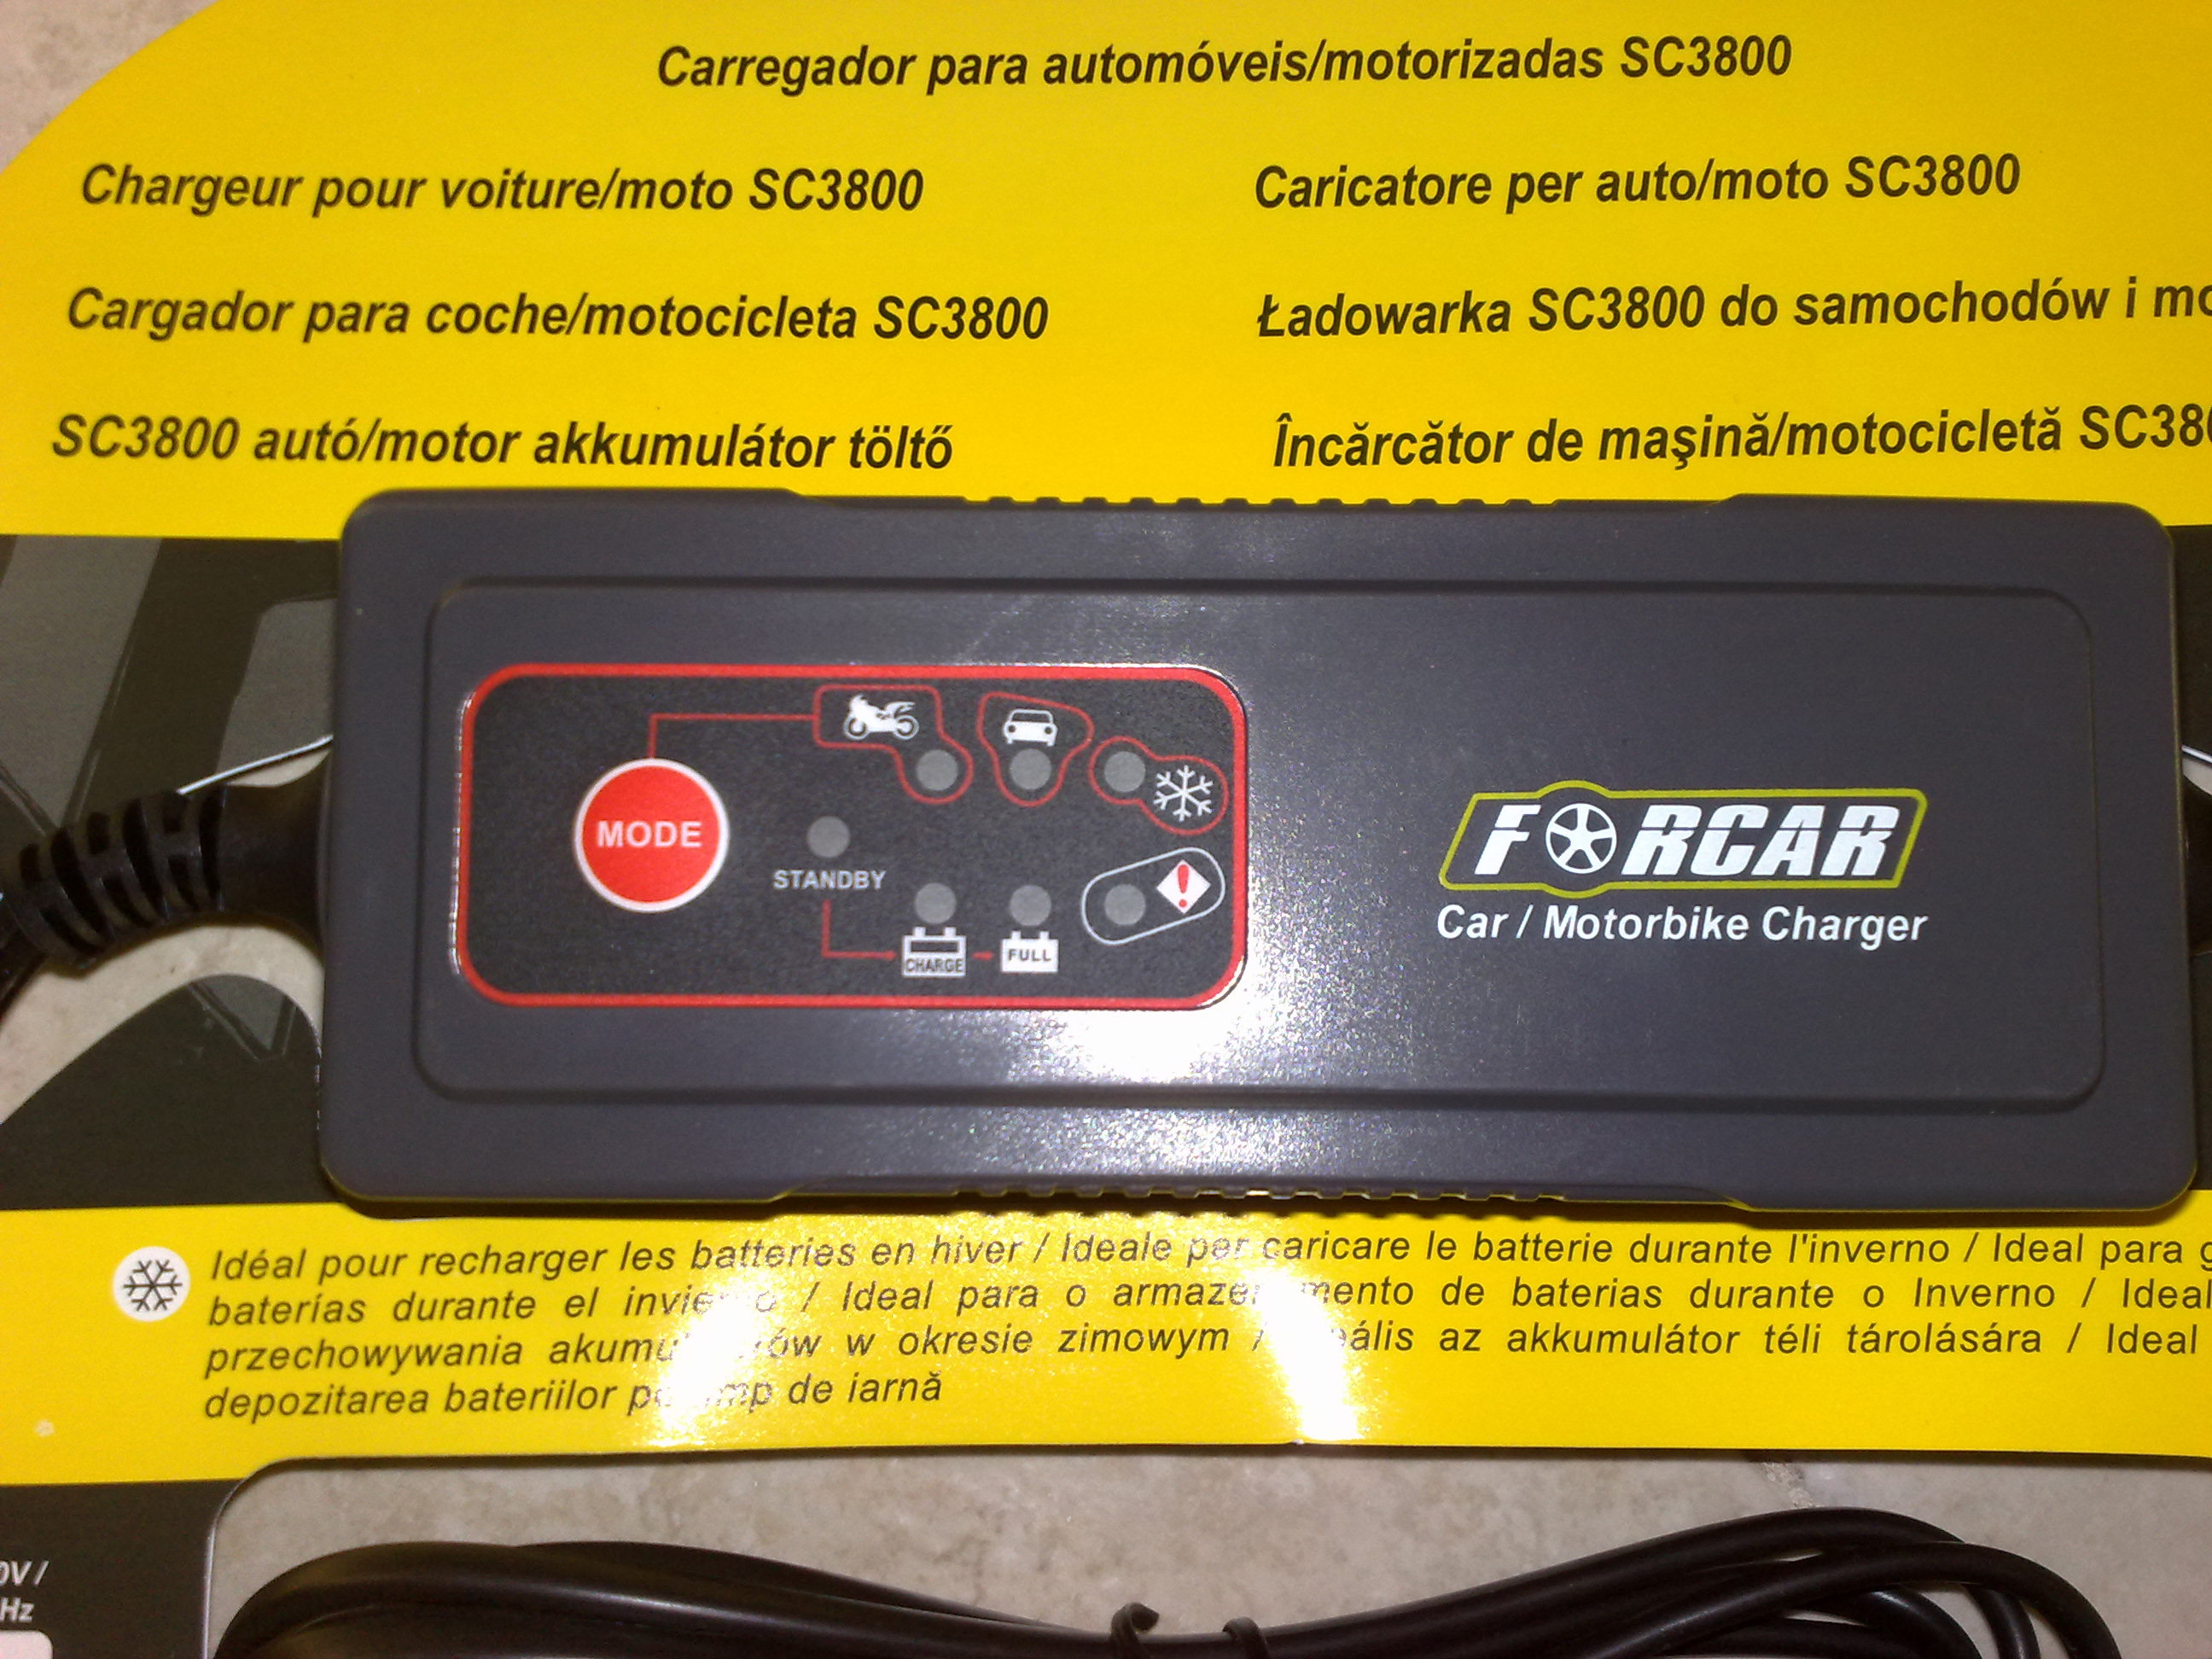 Carregador para automóveis/motorizadas SC3800
Chargeur pour voiture/moto SC3800
Caricatore per auto/moto SC3800
Cargador para coche/motocicleta SC3800
Ładowarka SC3800 do samochodów i
SC3800 autó/motor akkumulátor töltő
Încărcător de maşină/motocicletă
MODE
STANDBY
CHARGE
FULL
FORCAR
Car / Motorbike Charger
Idéal pour recharger les batteries en hiver / Ideale per caricare le batterie durante l'inverno / Ideal para
baterías durante el / Ideal para o de baterias durante o Inverno / Ideal
przechowywania w okresie zimowym / az akkumulátor téli tárolására / Ideal
depozitarea bateriilor de iarnă
V /
Hz